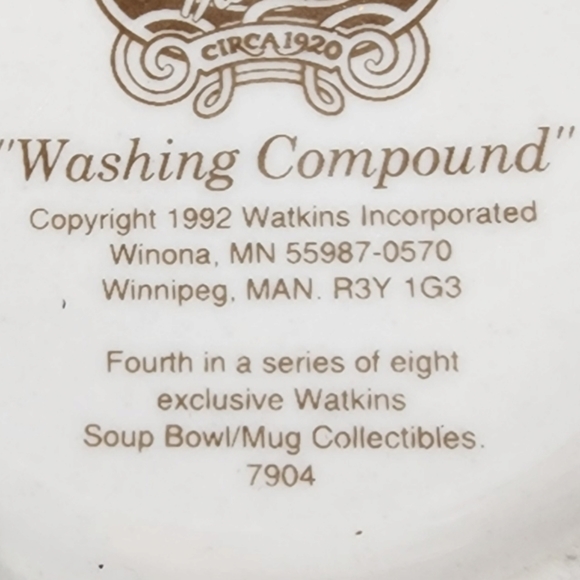 CIRCA 1920
"Washing Compound"
Copyright 1992 Watkins Incorporated
Winona, MN 55987-0570
Winnipeg, MAN. R3Y 1G3
Fourth in a series of eight
exclusive Watkins
Soup Bowl/Mug Collectibles.
7904